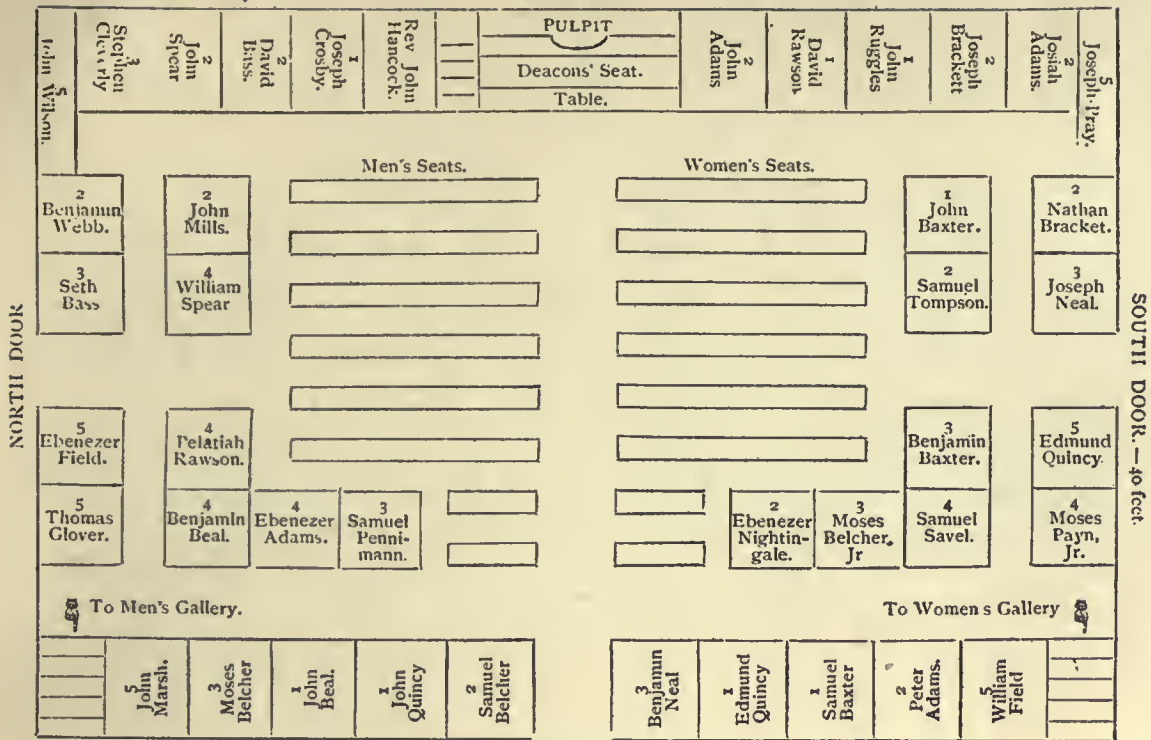 5
John Wilson.
Stephen
3
Cleverly
2
John
Spear
2
David
Bass.
1
Joseph
Crosby.
Rev John
Hancock.
PULPIT
Deacons' Seat.
Table.
2
John
Adams
1
David
Rawson
1
John
Ruggles
2
Joseph
Brackett
2
Josiah
Adams.
5
Joseph Pray.
Men's Seats.
Women's Seats.
2
Benjamin
Webb.
2
John
Mills.
1
John
Baxter.
2
Nathan
Bracket.
3
Seth
Bass
4
William
Spear
2
Samuel
Tompson.
3
Joseph
Neal.
NORTH DOOR
SOUTH DOOR.—40 feet.
5
Ebenezer
Field.
4
Pelatiah
Rawson.
3
Benjamin
Baxter.
5
Edmund
Quincy.
5
Thomas
Glover.
4
Benjamin
Beal.
4
Ebenezer
Adams.
3
Samuel
Penni-
mann.
2
Ebenezer
Nightin-
gale.
3
Moses
Belcher,
Jr
4
Samuel
Savel.
4
Moses
Payn,
Jr.
To Men's Gallery.
To Women s Gallery
5
John
Marsh.
3
Moses
Belcher
1
John
Beal.
1
John
Quincy
2
Samuel
Belcher
3
Benjamin
Neal
1
Edmund
Quincy
1
Samuel
Baxter
2
Peter
Adams.
5
William
Field